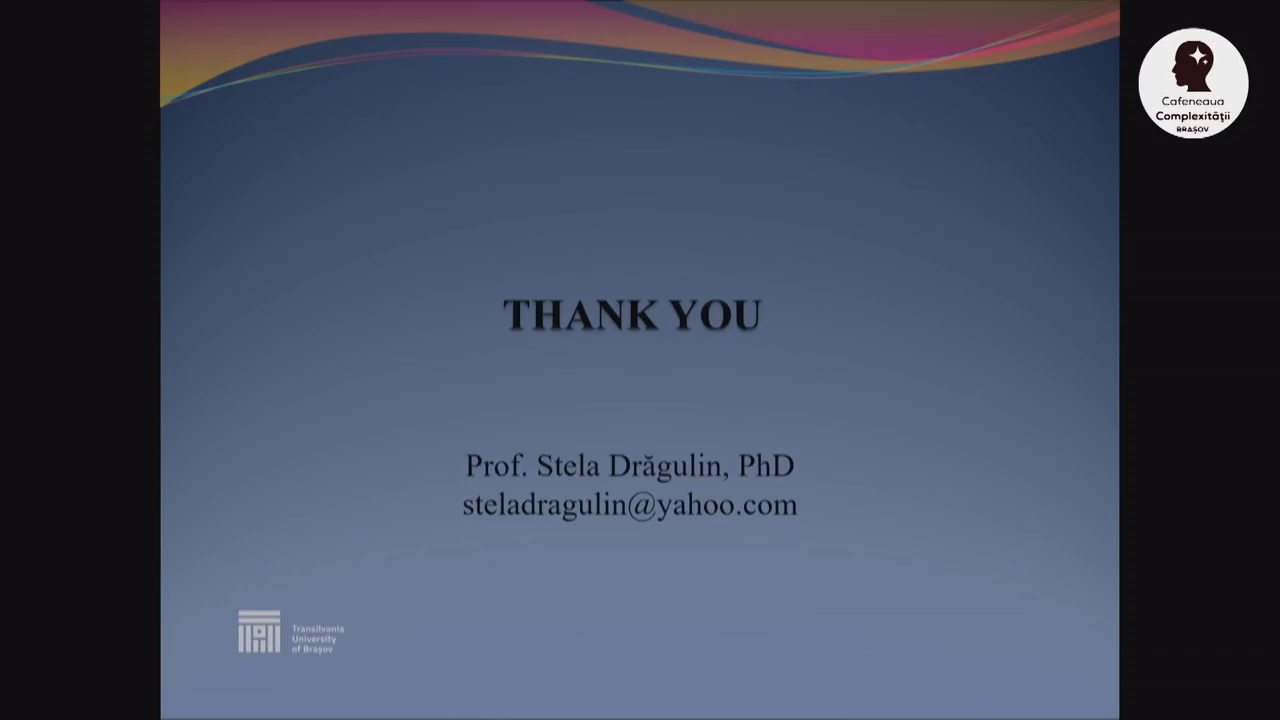 Cafeneaua
Complexității
BRAȘOV
THANK YOU
Prof. Stela Drăgulin, PhD
steladragulin@yahoo.com
Transilvania
University
of Brașov